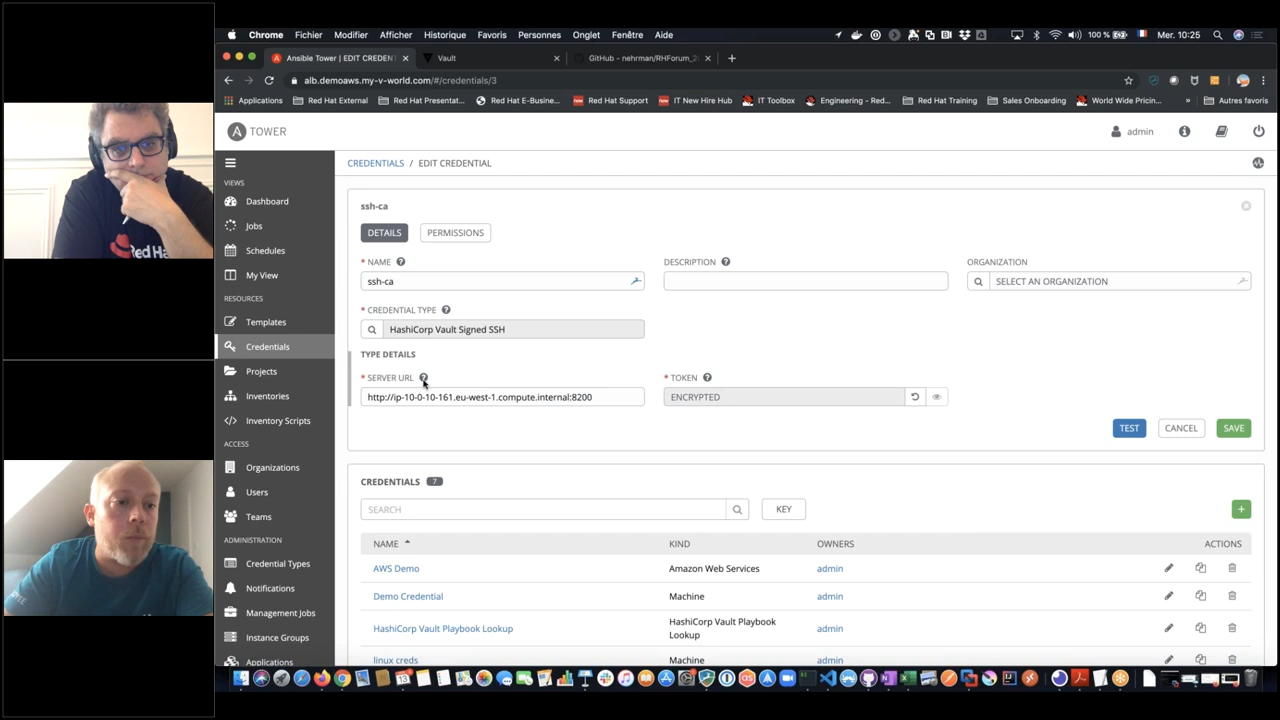 Chrome Fichier Modifier Afficher Historique Favoris Personnes Onglet Fenêtre Aide 100 % Mer. 10:25
Ansible Tower | EDIT CREDENT Vault GitHub - nehrman/RHForum_2
alb.demoaws.my-v-world.com/#/credentials/3
Applications Red Hat External Red Hat Presentat... Red Hat E-Busine... Red Hat Support IT New Hire Hub IT Toolbox Engineering - Red... Red Hat Training Sales Onboarding World Wide Pricin... » Autres favoris
A TOWER admin
CREDENTIALS / EDIT CREDENTIAL
VIEWS
Dashboard
Jobs
Schedules
My View
RESOURCES
Templates
Credentials
Projects
Inventories
Inventory Scripts
ACCESS
Organizations
Users
Teams
ADMINISTRATION
Credential Types
Notifications
Management Jobs
Instance Groups
Applications
ssh-ca
DETAILS PERMISSIONS
* NAME DESCRIPTION ORGANIZATION
ssh-ca SELECT AN ORGANIZATION
* CREDENTIAL TYPE
HashiCorp Vault Signed SSH
TYPE DETAILS
* SERVER URL * TOKEN
http://ip-10-0-10-161.eu-west-1.compute.internal:8200 ENCRYPTED
TEST CANCEL SAVE
CREDENTIALS 7
SEARCH KEY +
NAME KIND OWNERS ACTIONS
AWS Demo Amazon Web Services admin
Demo Credential Machine admin
HashiCorp Vault Playbook Lookup HashiCorp Vault Playbook Lookup admin
linux creds Machine admin
Red Ha